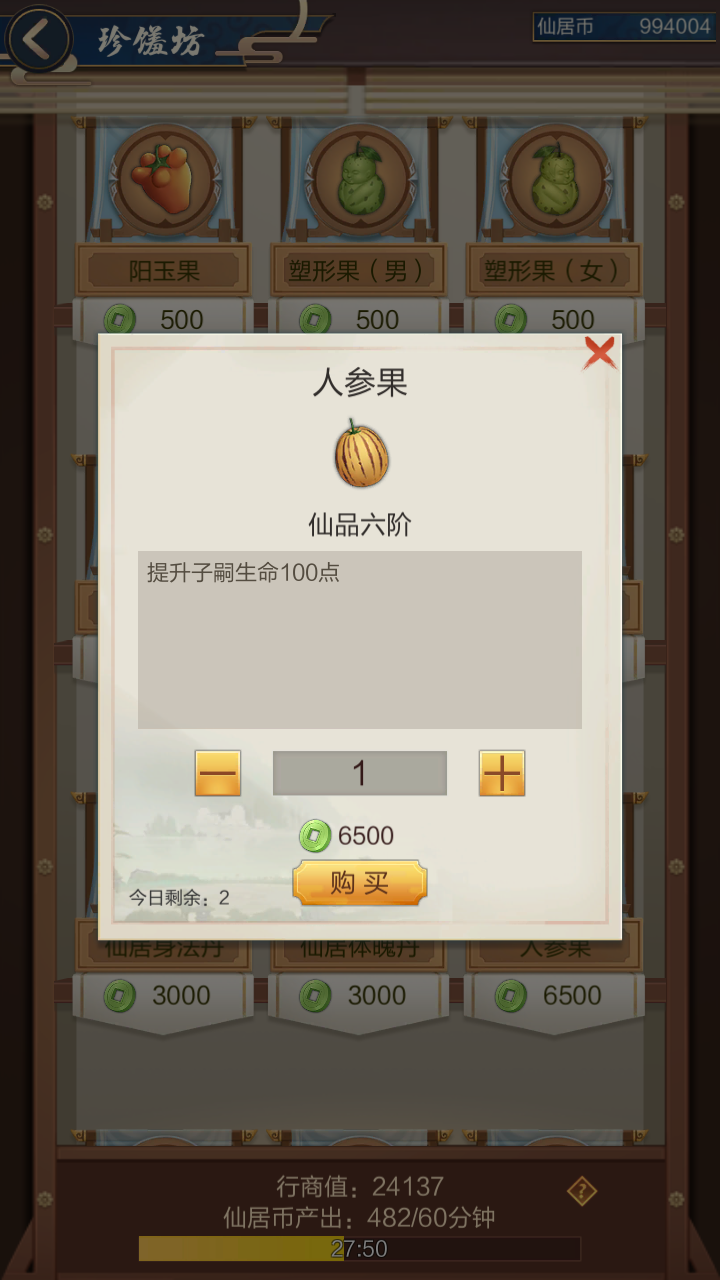 珍馐坊
仙居币 994004
阳玉果 塑形果（男） 塑形果（女）
500 500 500
人参果
仙品六阶
提升子嗣生命100点
1
6500
购买
今日剩余：2
仙居身法丹 仙居体魄丹 人参果
3000 3000 6500
行商值：24137
?
仙居币产出：482/60分钟
27:50